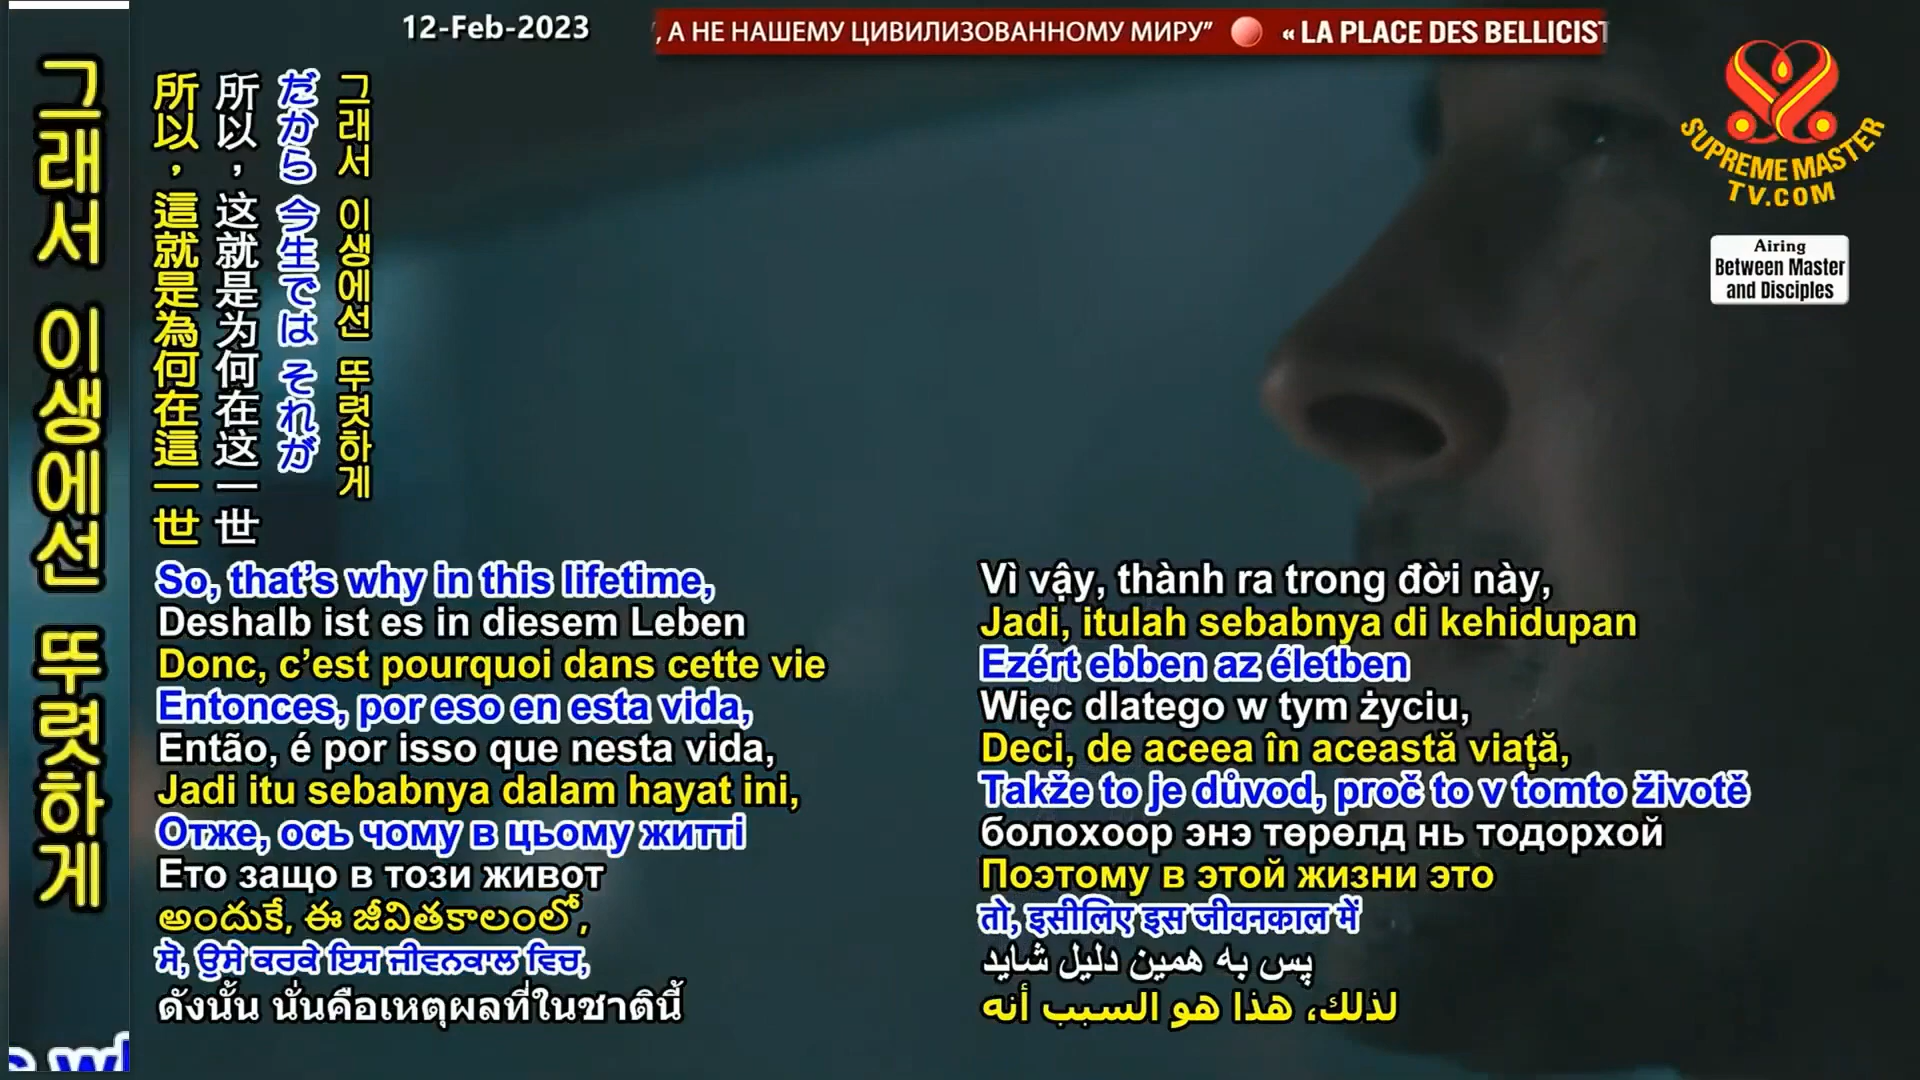 12-Feb-2023
, А НЕ НАШЕМУ ЦИВИЛИЗОВАННОМУ МИРУ” « LA PLACE DES BELLICIST
SUPREME MASTER
TV.COM
Airing
Between Master
and Disciples
그래서 이생에선 뚜렷하게
所以，這就是為何在這一世
所以，这就是为何在这一世
だから 今生では それが
그래서 이생에선 뚜렷하게
So, that’s why in this lifetime,
Deshalb ist es in diesem Leben
Donc, c’est pourquoi dans cette vie
Entonces, por eso en esta vida,
Então, é por isso que nesta vida,
Jadi itu sebabnya dalam hayat ini,
Отже, ось чому в цьому житті
Ето защо в този живот
అందుకే, ఈ జీవితకాలంలో,
ਸੋ, ਉਸੇ ਕਰਕੇ ਇਸ ਜੀਵਨਕਾਲ ਵਿਚ,
ดังนั้น นั่นคือเหตุผลที่ในชาตินี้
Vì vậy, thành ra trong đời này,
Jadi, itulah sebabnya di kehidupan
Ezért ebben az életben
Więc dlatego w tym życiu,
Deci, de aceea în această viață,
Takže to je důvod, proč to v tomto životě
болохоор энэ төрөлд нь тодорхой
Поэтому в этой жизни это
तो, इसीलिए इस जीवनकाल में
پس به همین دلیل شاید
لذلك، هذا هو السبب أنه